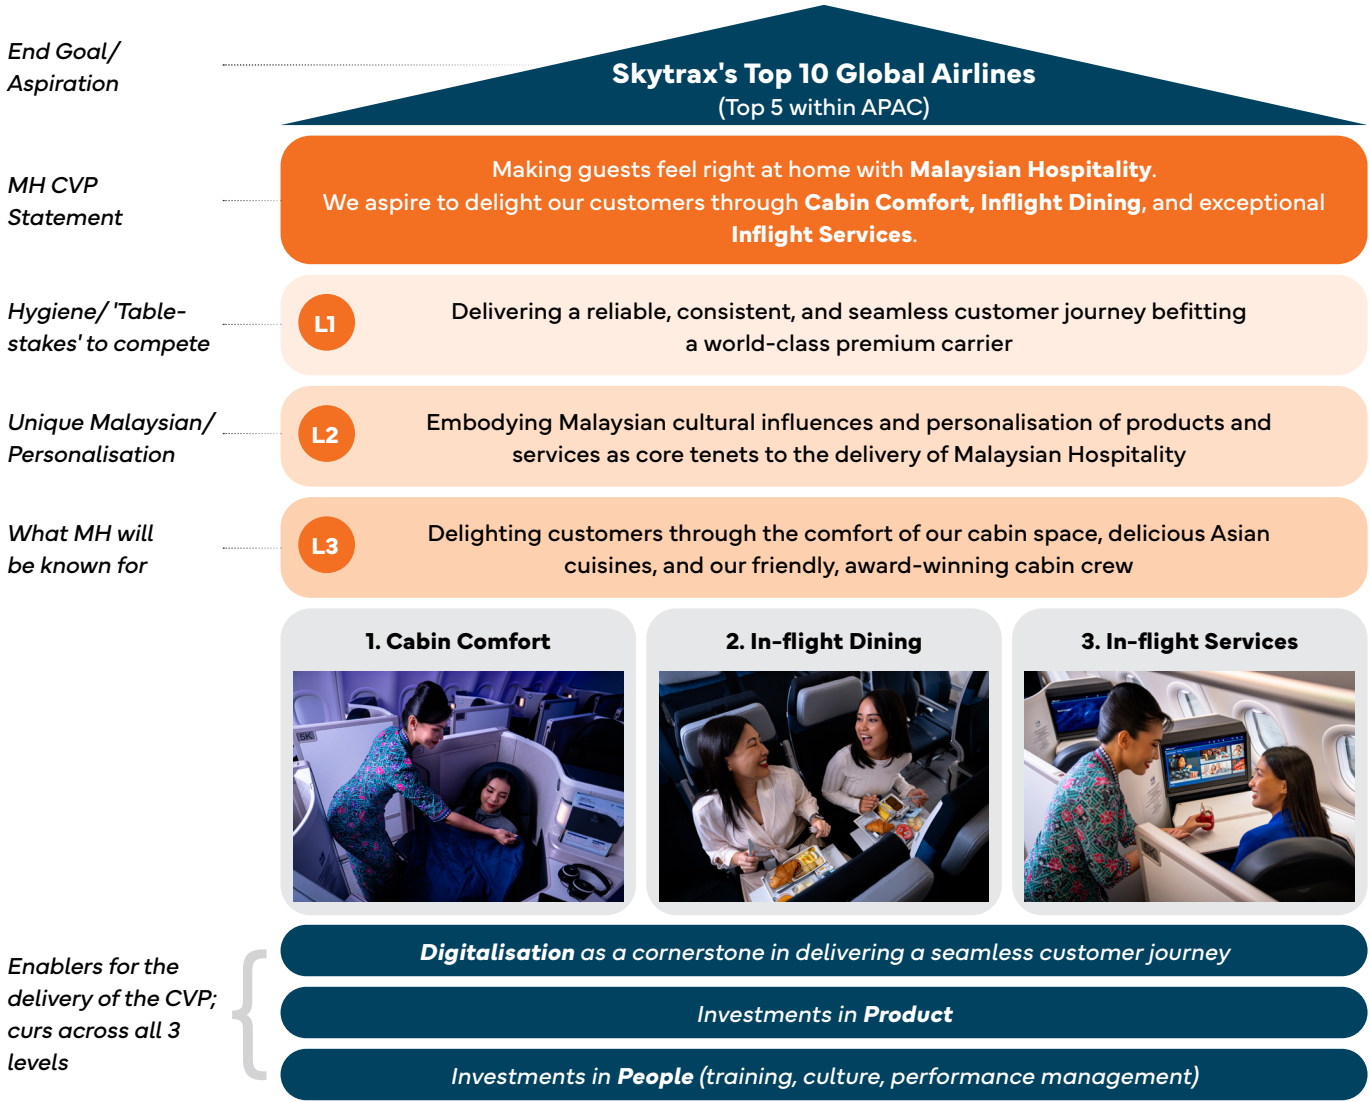 End Goal/
Aspiration
Skytrax's Top 10 Global Airlines
(Top 5 within APAC)
MH CVP
Statement
Making guests feel right at home with Malaysian Hospitality.
We aspire to delight our customers through Cabin Comfort, Inflight Dining, and exceptional
Inflight Services.
Hygiene/ 'Table-
stakes' to compete
L1
Delivering a reliable, consistent, and seamless customer journey befitting
a world-class premium carrier
Unique Malaysian/
Personalisation
L2
Embodying Malaysian cultural influences and personalisation of products and
services as core tenets to the delivery of Malaysian Hospitality
What MH will
be known for
L3
Delighting customers through the comfort of our cabin space, delicious Asian
cuisines, and our friendly, award-winning cabin crew
1. Cabin Comfort
2. In-flight Dining
3. In-flight Services
5K
Enablers for the
delivery of the CVP;
curs across all 3
levels
Digitalisation as a cornerstone in delivering a seamless customer journey
Investments in Product
Investments in People (training, culture, performance management)